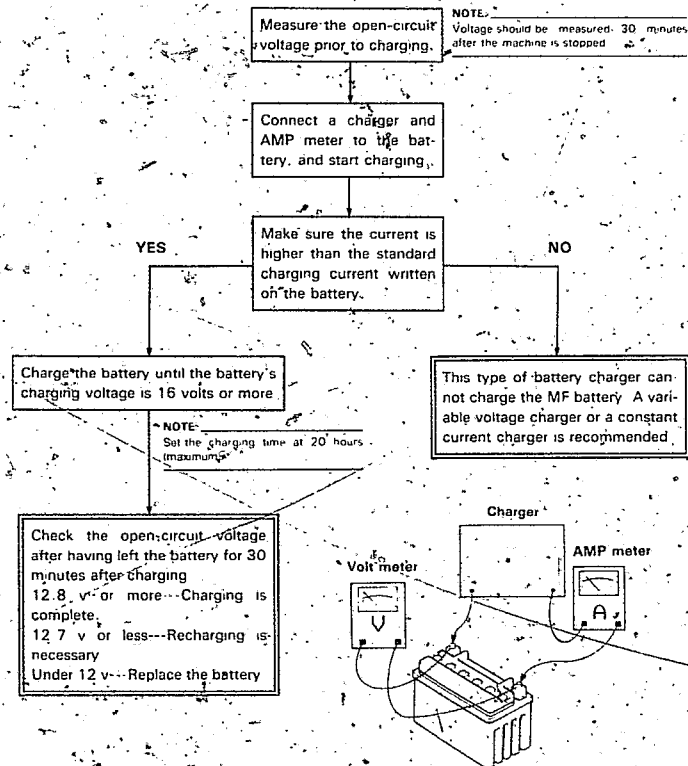 Measure the open-circuit
voltage prior to charging.
NOTE:
Voltage should be measured 30 minutes
after the machine is stopped
Connect a charger and
AMP meter to the bat-
tery, and start charging.
YES
Make sure the current is
higher than the standard
charging current written
on the battery.
NO
Charge the battery until the battery's
charging voltage is 16 volts or more
This type of battery charger can
not charge the MF battery A vari-
able voltage charger or a constant
current charger is recommended
NOTE
Set the charging time at 20 hours
(maximum)
Check the open-circuit voltage
after having left the battery for 30
minutes after charging
12.8 v or more---Charging is
complete
12 7 v or less---Recharging is
necessary
Under 12 v---Replace the battery
Charger
Volt meter
AMP meter
V
A